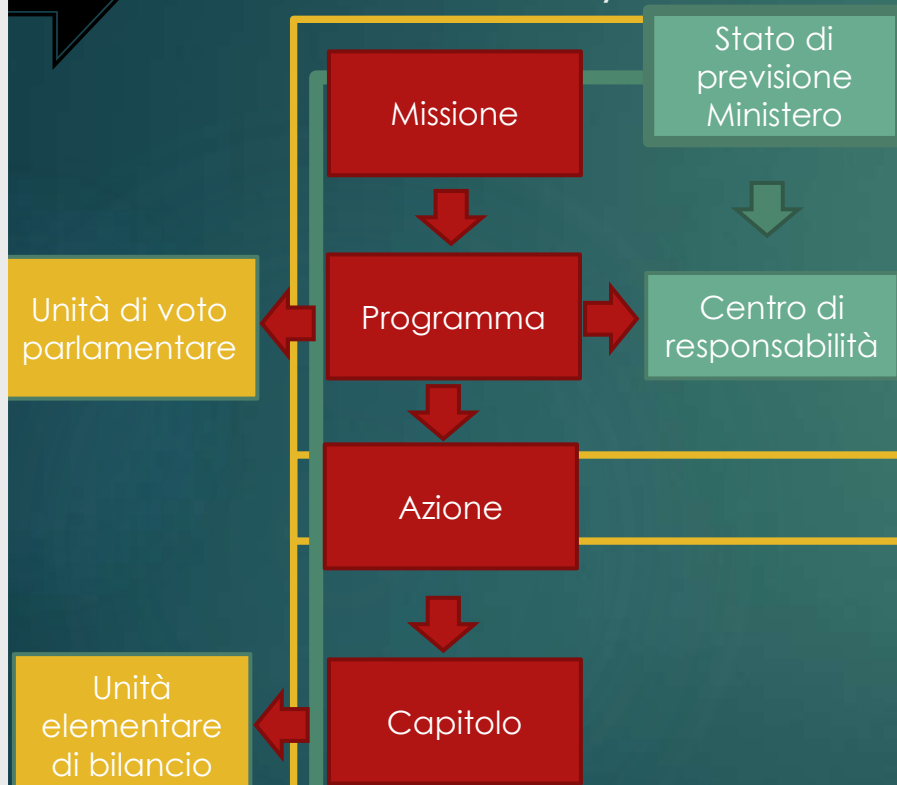 Stato di
previsione
Ministero
Missione
Unità di voto
parlamentare
Programma
Centro di
responsabilità
Azione
Unità
elementare
di bilancio
Capitolo